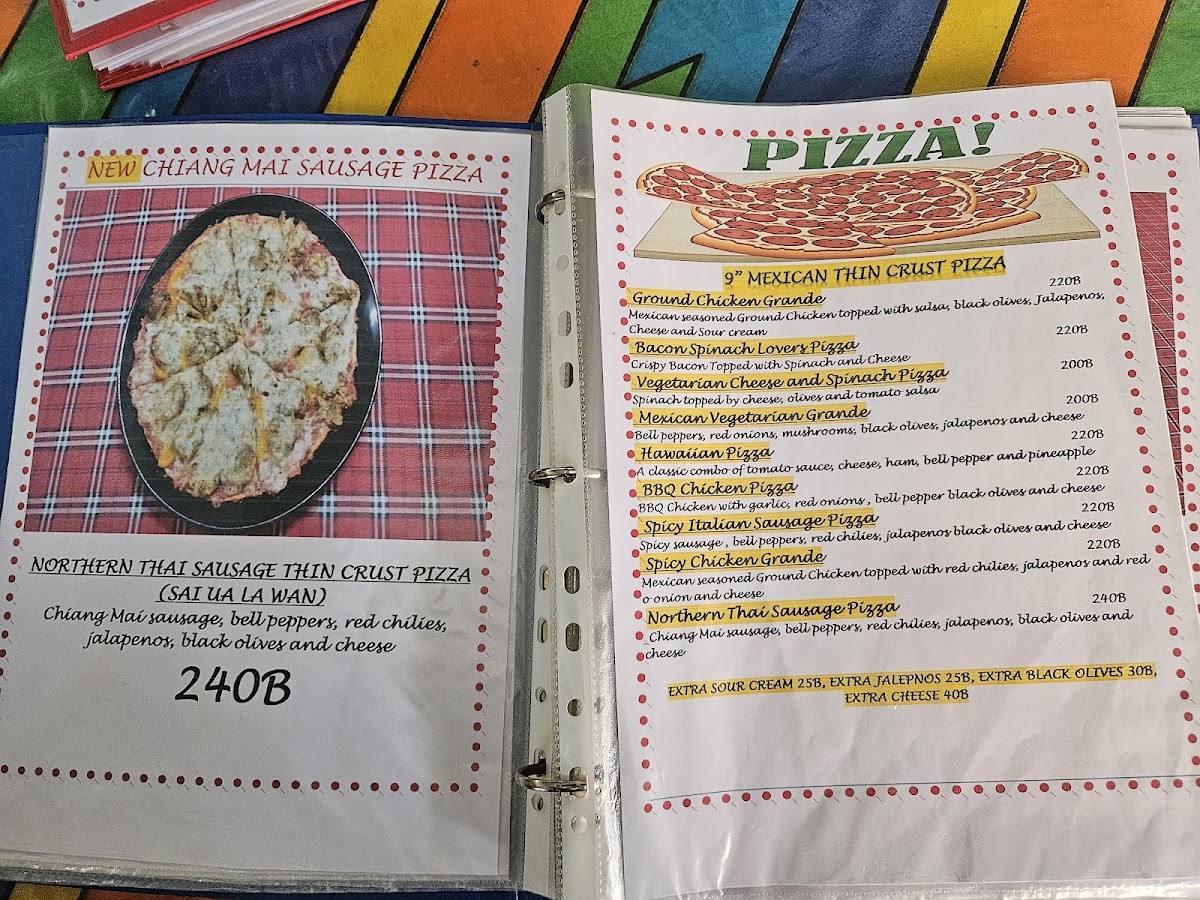 NEW CHIANG MAI SAUSAGE PIZZA
NORTHERN THAI SAUSAGE THIN CRUST PIZZA
(SAI UA LA WAN)
Chiang Mai sausage, bell peppers, red chilies,
jalapenos, black olives and cheese
240B
PIZZA!
9" MEXICAN THIN CRUST PIZZA
Ground Chicken Grande 220B
Mexican seasoned Ground Chicken topped with salsa, black olives, Jalapenos,
Cheese and Sour cream
Bacon Spinach Lovers Pizza 220B
Crispy Bacon Topped with Spinach and Cheese
Vegetarian Cheese and Spinach Pizza 200B
Spinach topped by cheese, olives and tomato salsa
Mexican Vegetarian Grande 200B
Bell peppers, red onions, mushrooms, black olives, jalapenos and cheese
Hawaiian Pizza 220B
A classic combo of tomato sauce, cheese, ham, bell pepper and pineapple
BBQ Chicken Pizza 220B
BBQ Chicken with garlic, red onions , bell pepper black olives and cheese
Spicy Italian Sausage Pizza 220B
Spicy sausage , bell peppers, red chilies, jalapenos black olives and cheese
Spicy Chicken Grande 220B
Mexican seasoned Ground Chicken topped with red chilies, jalapenos and red
o onion and cheese
Northern Thai Sausage Pizza 240B
Chiang Mai sausage, bell peppers, red chilies, jalapenos, black olives and
cheese
EXTRA SOUR CREAM 25B, EXTRA JALEPNOS 25B, EXTRA BLACK OLIVES 30B,
EXTRA CHEESE 40B